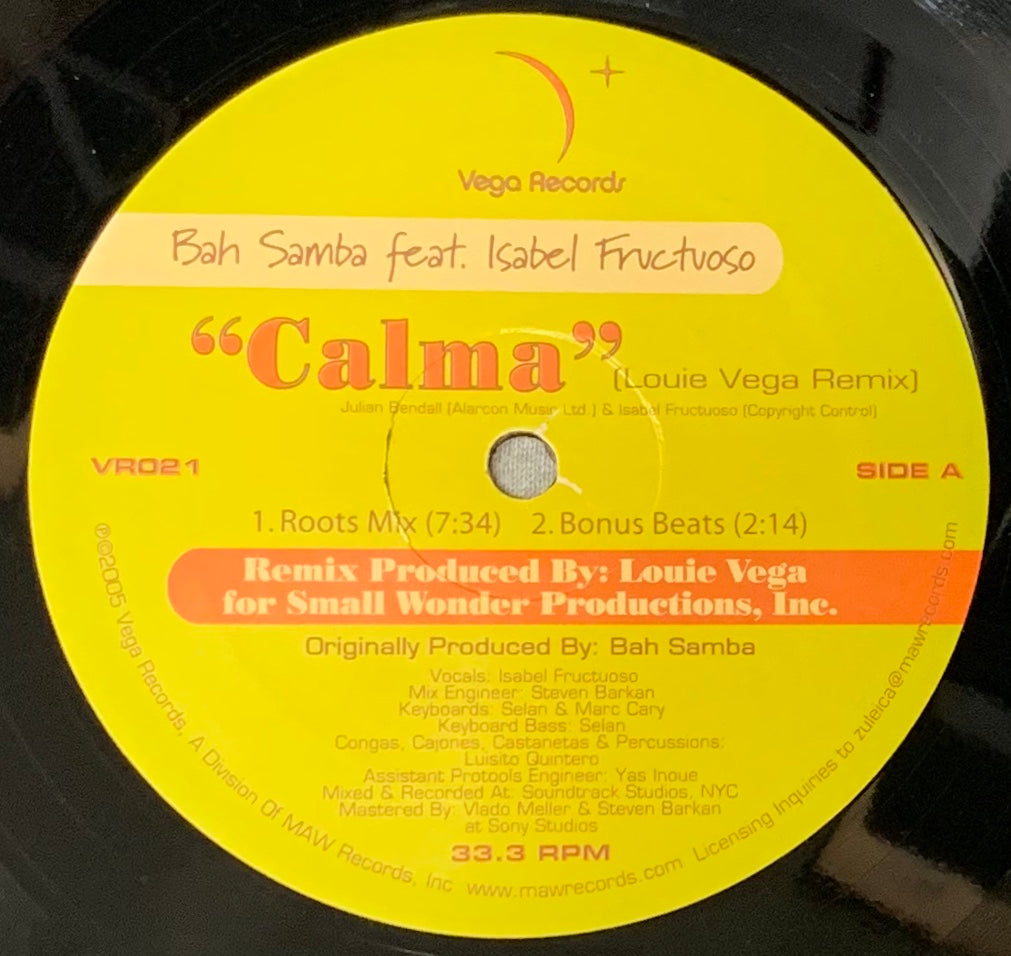 Vega Records
Bah Samba feat. Isabel Fructuoso
“Calma” (Louie Vega Remix)
Julian Bendall (Alarcon Music Ltd.) & Isabel Fructuoso (Copyright Control)
VR021
SIDE A
1. Roots Mix (7:34) 2. Bonus Beats (2:14)
Remix Produced By: Louie Vega
for Small Wonder Productions, Inc.
Originally Produced By: Bah Samba
Vocals: Isabel Fructuoso
Mix Engineer: Steven Barkan
Keyboards: Selan & Marc Cary
Keyboard Bass: Selan
Congas, Cajones, Castanetas & Percussions:
Luisito Quintero
Assistant Protools Engineer: Yas Inoue
Mixed & Recorded At: Soundtrack Studios, NYC
Mastered By: Vlado Meller & Steven Barkan
at Sony Studios
33.3 RPM
℗©2005 Vega Records, A Division Of MAW Records, Inc www.mawrecords.com Licensing Inquiries to zuleica@mawrecords.com